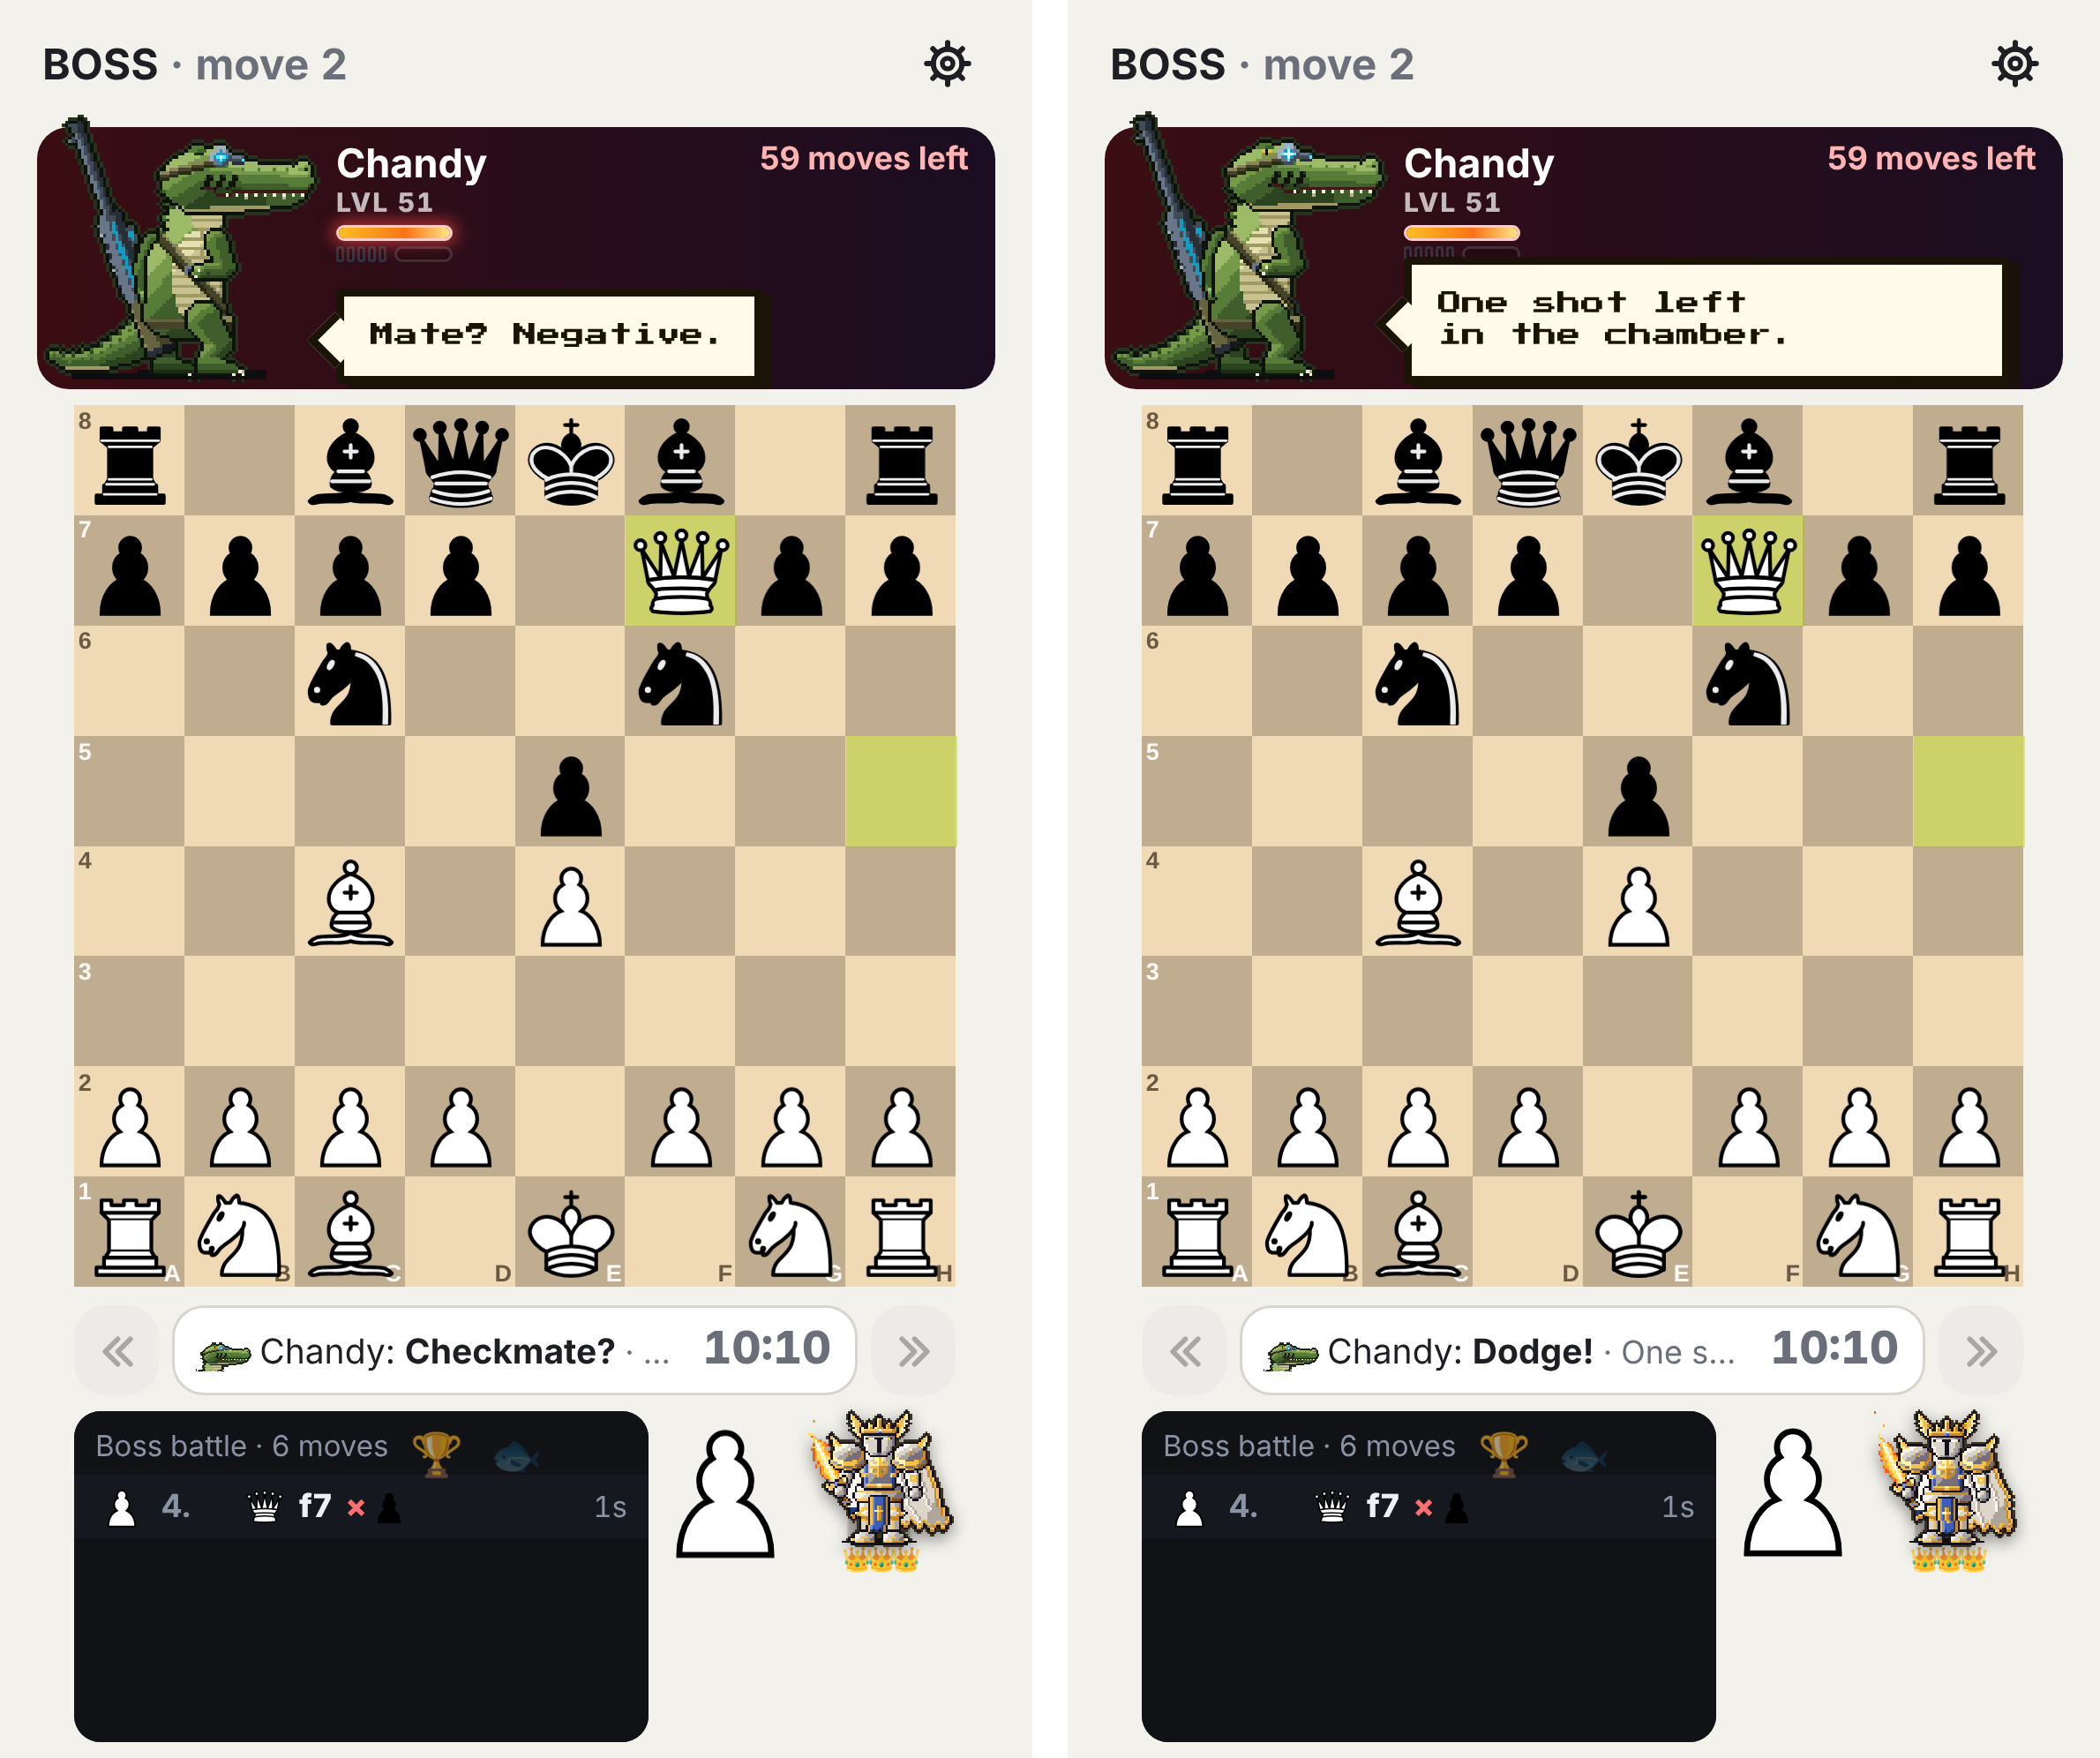 BOSS · move 2
Chandy
59 moves left
LVL 51
Mate? Negative.
8
7
6
5
4
3
2
1
A B C D E F G H
Chandy: Checkmate? · ...
10:10
Boss battle · 6 moves
4. f7 × 1s
BOSS · move 2
Chandy
59 moves left
LVL 51
One shot left
in the chamber.
8
7
6
5
4
3
2
1
A B C D E F G H
Chandy: Dodge! · One s...
10:10
Boss battle · 6 moves
4. f7 × 1s